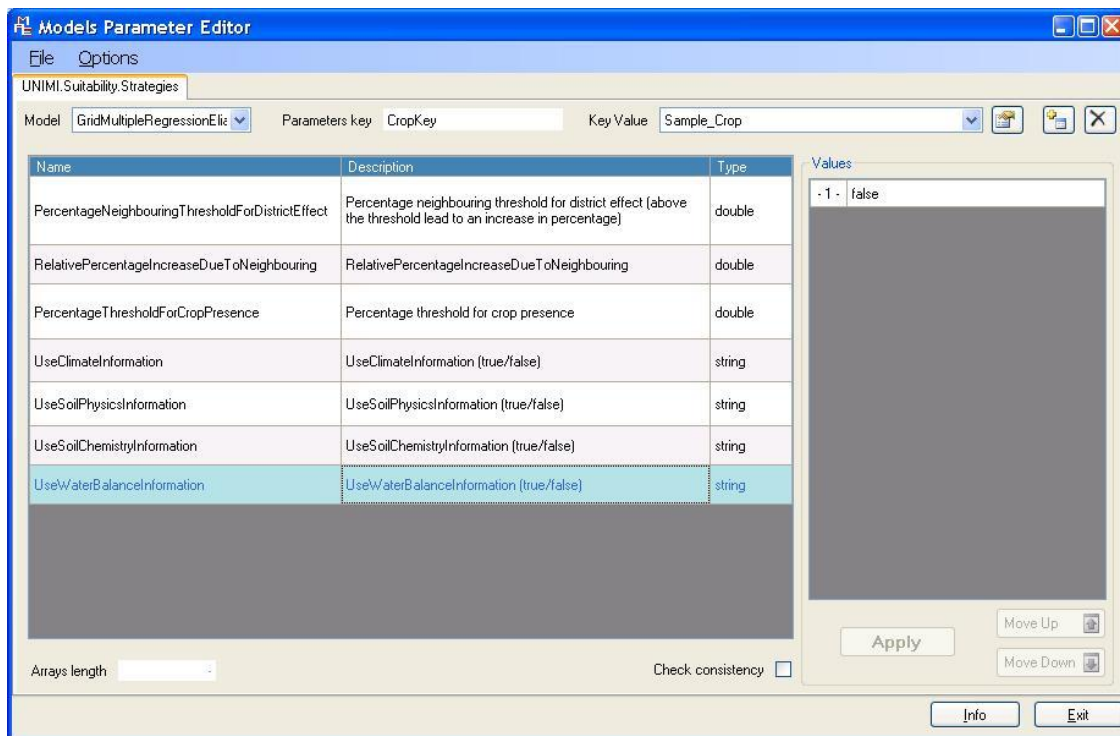 Models Parameter Editor
File Options
UNIMI.Suitability.Strategies
Model GridMultipleRegressionElia Parameters key CropKey Key Value Sample_Crop
Name Description Type Values
- 1 - false
PercentageNeighbouringThresholdForDistrictEffect Percentage neighbouring threshold for district effect (above double
the threshold lead to an increase in percentage)
RelativePercentageIncreaseDueToNeighbouring RelativePercentageIncreaseDueToNeighbouring double
PercentageThresholdForCropPresence Percentage threshold for crop presence double
UseClimateInformation UseClimateInformation (true/false) string
UseSoilPhysicsInformation UseSoilPhysicsInformation (true/false) string
UseSoilChemistryInformation UseSoilChemistryInformation (true/false) string
UseWaterBalanceInformation UseWaterBalanceInformation (true/false) string
Arrays length - Check consistency
Apply
Move Up
Move Down
Info Exit